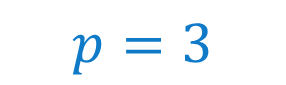 p = 3